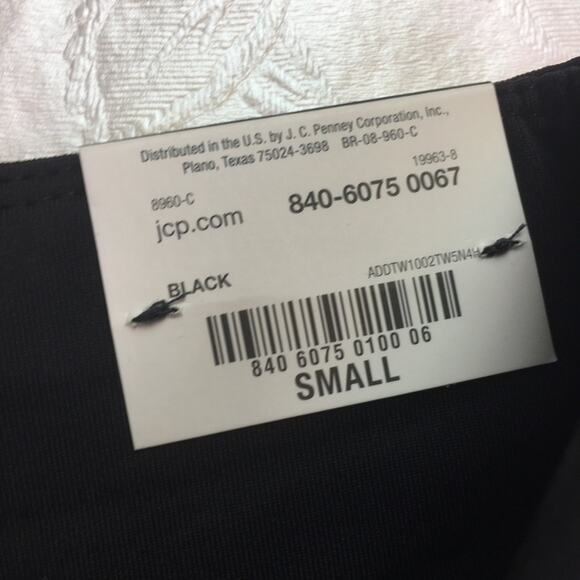 Distributed in the U.S. by J. C. Penney Corporation, Inc.,
Plano, Texas 75024-3698 BR-08-960-C
8960-C 19963-8
jcp.com 840-6075 0067
BLACK ADDTW1002TW5N4H
840 6075 0100 06
SMALL